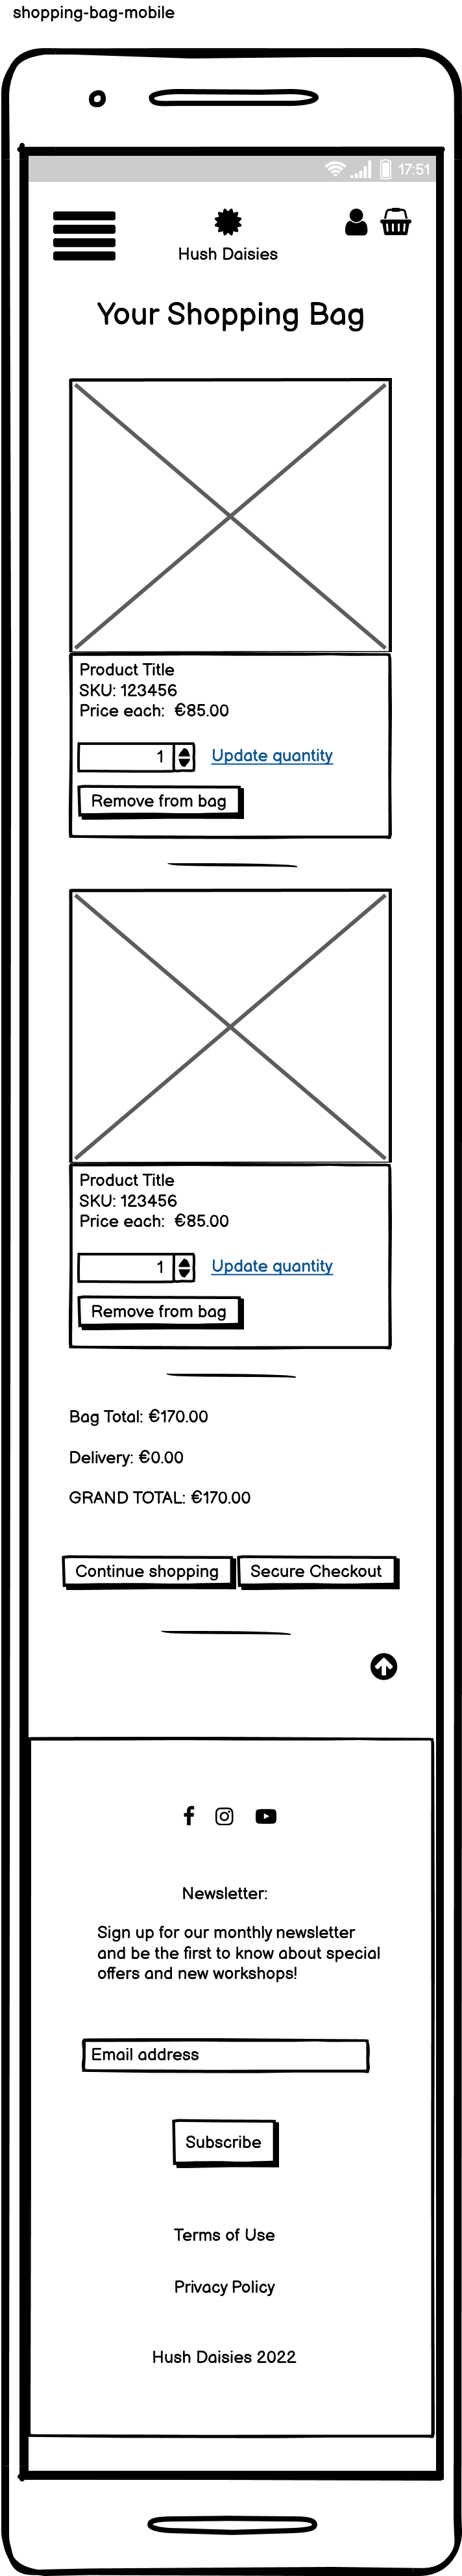 shopping-bag-mobile
17:51
Hush Daisies
Your Shopping Bag
Product Title
SKU: 123456
Price each: €85.00
1 Update quantity
Remove from bag
Product Title
SKU: 123456
Price each: €85.00
1 Update quantity
Remove from bag
Bag Total: €170.00
Delivery: €0.00
GRAND TOTAL: €170.00
Continue shopping Secure Checkout
Newsletter:
Sign up for our monthly newsletter
and be the first to know about special
offers and new workshops!
Email address
Subscribe
Terms of Use
Privacy Policy
Hush Daisies 2022